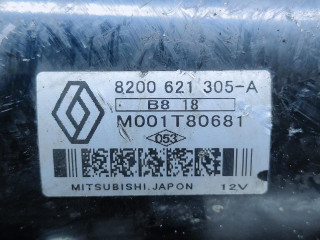 8200 621 305-A
B8 18
M001T80681
053
MITSUBISHI.JAPON 12V